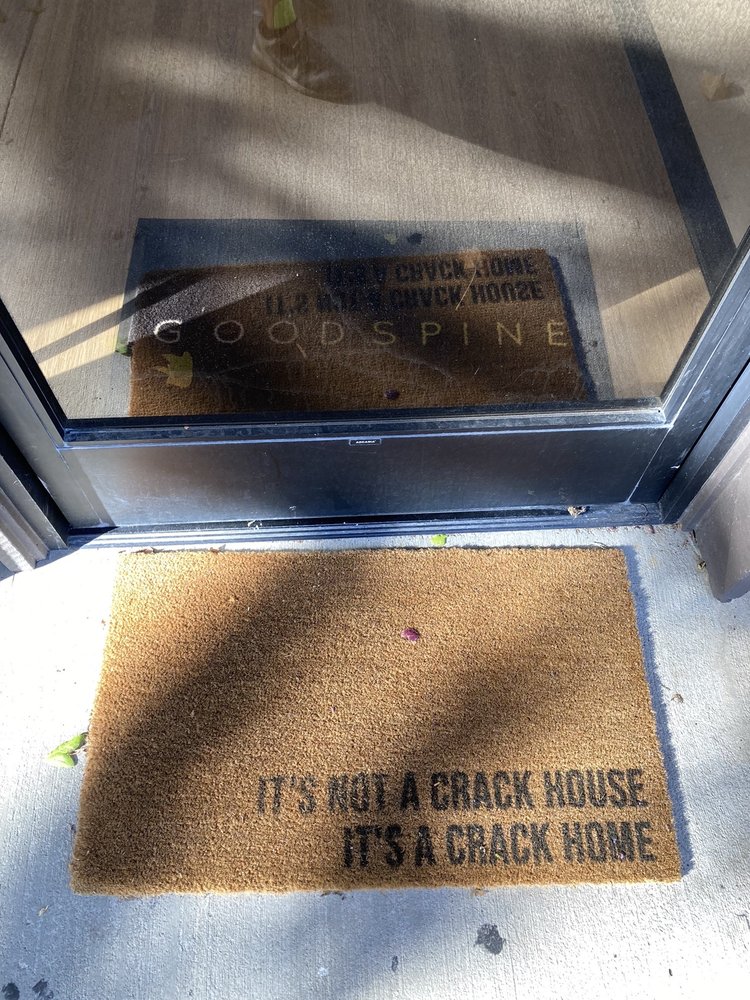 GOODSPINE
IT'S NOT A CRACK HOUSE
IT'S A CRACK HOME